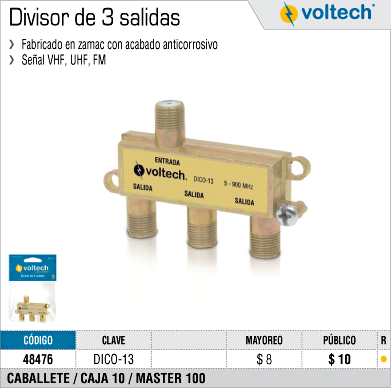 Divisor de 3 salidas
voltech
Fabricado en zamac con acabado anticorrosivo
Señal VHF, UHF, FM
ENTRADA
voltech. DICO-13 5 - 900 MHz
SALIDA
SALIDA
SALIDA
voltech
CÓDIGO CLAVE MAYOREO PÚBLICO R
48476 DICO-13 $ 8 $ 10
CABALLETE / CAJA 10 / MASTER 100